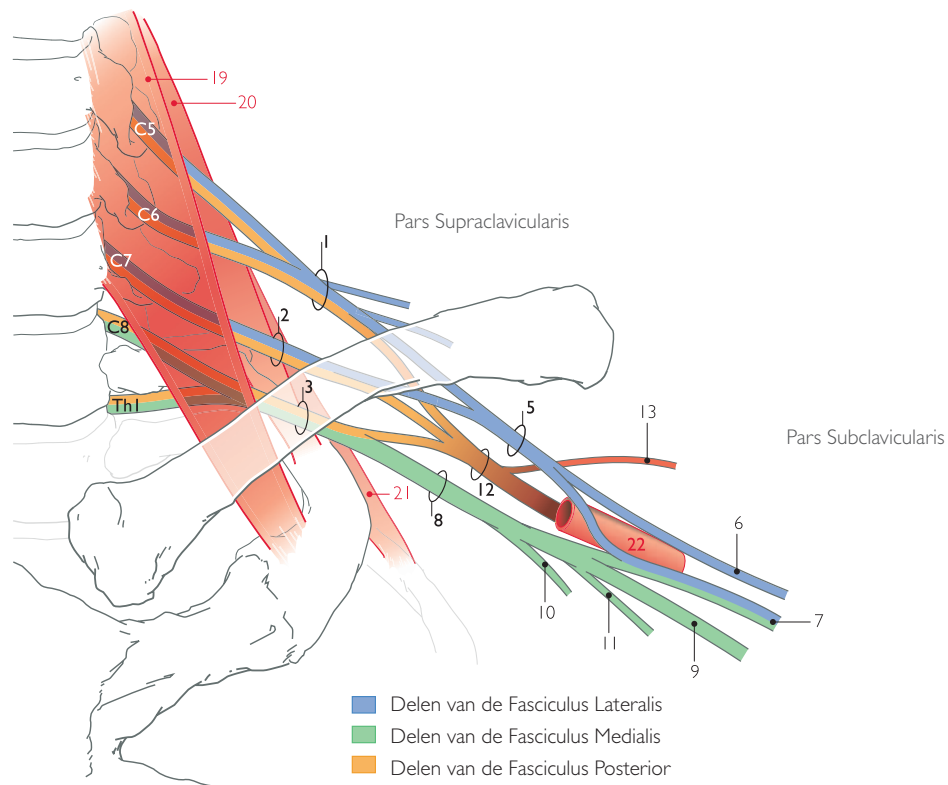 19
20
C5
C6
Pars Supraclavicularis
1
C7
2
C8
3
Th1
5
13
Pars Subclavicularis
12
21
8
22
6
10
7
11
9
Delen van de Fasciculus Lateralis
Delen van de Fasciculus Medialis
Delen van de Fasciculus Posterior